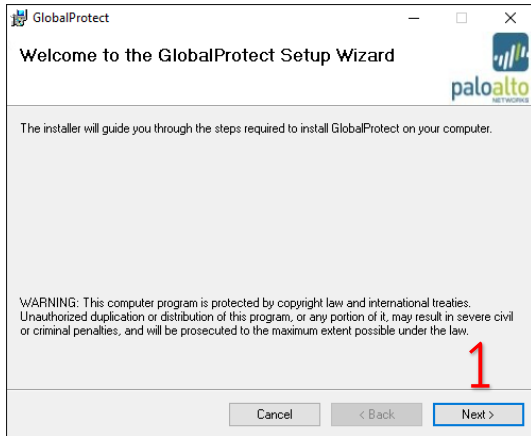 GlobalProtect
Welcome to the GlobalProtect Setup Wizard
paloalto
NETWORKS
The installer will guide you through the steps required to install GlobalProtect on your computer.
WARNING: This computer program is protected by copyright law and international treaties.
Unauthorized duplication or distribution of this program, or any portion of it, may result in severe civil
or criminal penalties, and will be prosecuted to the maximum extent possible under the law.
1
Cancel
< Back
Next >